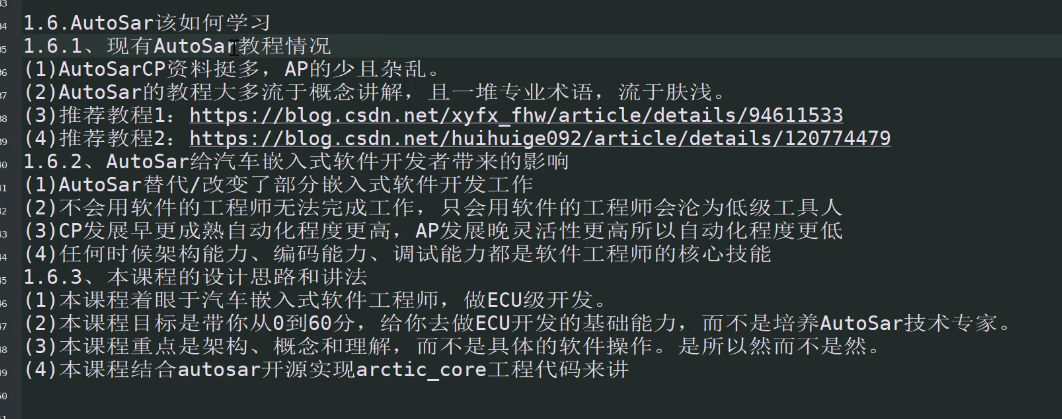 34 1.6.AutoSar该如何学习
35 1.6.1、现有AutoSar教程情况
36 (1)AutoSarCP资料挺多，AP的少且杂乱。
37 (2)AutoSar的教程大多流于概念讲解，且一堆专业术语，流于肤浅。
38 (3)推荐教程1：https://blog.csdn.net/xyfx_fhw/article/details/94611533
39 (4)推荐教程2：https://blog.csdn.net/huihuige092/article/details/120774479
40 1.6.2、AutoSar给汽车嵌入式软件开发者带来的影响
41 (1)AutoSar替代/改变了部分嵌入式软件开发工作
42 (2)不会用软件的工程师无法完成工作，只会用软件的工程师会沦为低级工具人
43 (3)CP发展早更成熟自动化程度更高，AP发展晚灵活性更高所以自动化程度更低
44 (4)任何时候架构能力、编码能力、调试能力都是软件工程师的核心技能
45 1.6.3、本课程的设计思路和讲法
46 (1)本课程着眼于汽车嵌入式软件工程师，做ECU级开发。
47 (2)本课程目标是带你从0到60分，给你去做ECU开发的基础能力，而不是培养AutoSar技术专家。
48 (3)本课程重点是架构、概念和理解，而不是具体的软件操作。是所以然而不是然。
49 (4)本课程结合autosar开源实现arctic_core工程代码来讲
60